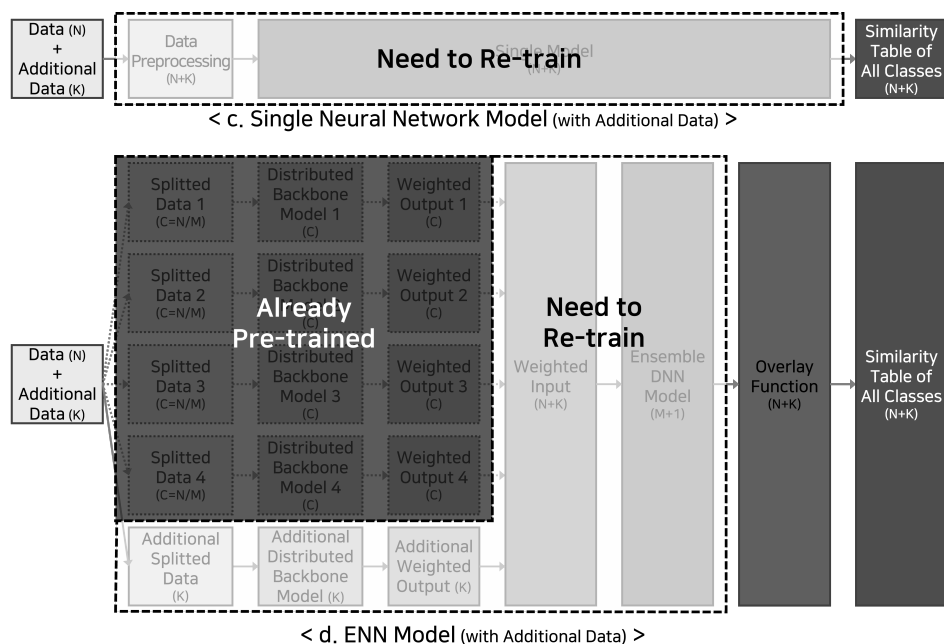 Data (N)
+
Additional
Data (K)
Data
Preprocessing
(N+K)
Single Model
(N+K)
Need to Re-train
Similarity
Table of
All Classes
(N+K)
< c. Single Neural Network Model (with Additional Data) >
Data (N)
+
Additional
Data (K)
Splitted
Data 1
(C=N/M)
Distributed
Backbone
Model 1
(C)
Weighted
Output 1
(C)
Splitted
Data 2
(C=N/M)
Distributed
Backbone
(C)
Weighted
Output 2
(C)
Already
Pre-trained
Splitted
Data 3
(C=N/M)
Distributed
Backbone
Model 3
(C)
Weighted
Output 3
(C)
Splitted
Data 4
(C=N/M)
Distributed
Backbone
Model 4
(C)
Weighted
Output 4
(C)
Additional
Splitted
Data
(K)
Additional
Distributed
Backbone
Model (K)
Additional
Weighted
Output (K)
Need to
Re-train
Weighted
Input
(N+K)
Ensemble
DNN
Model
(M+1)
Overlay
Function
(N+K)
Similarity
Table of
All Classes
(N+K)
< d. ENN Model (with Additional Data) >